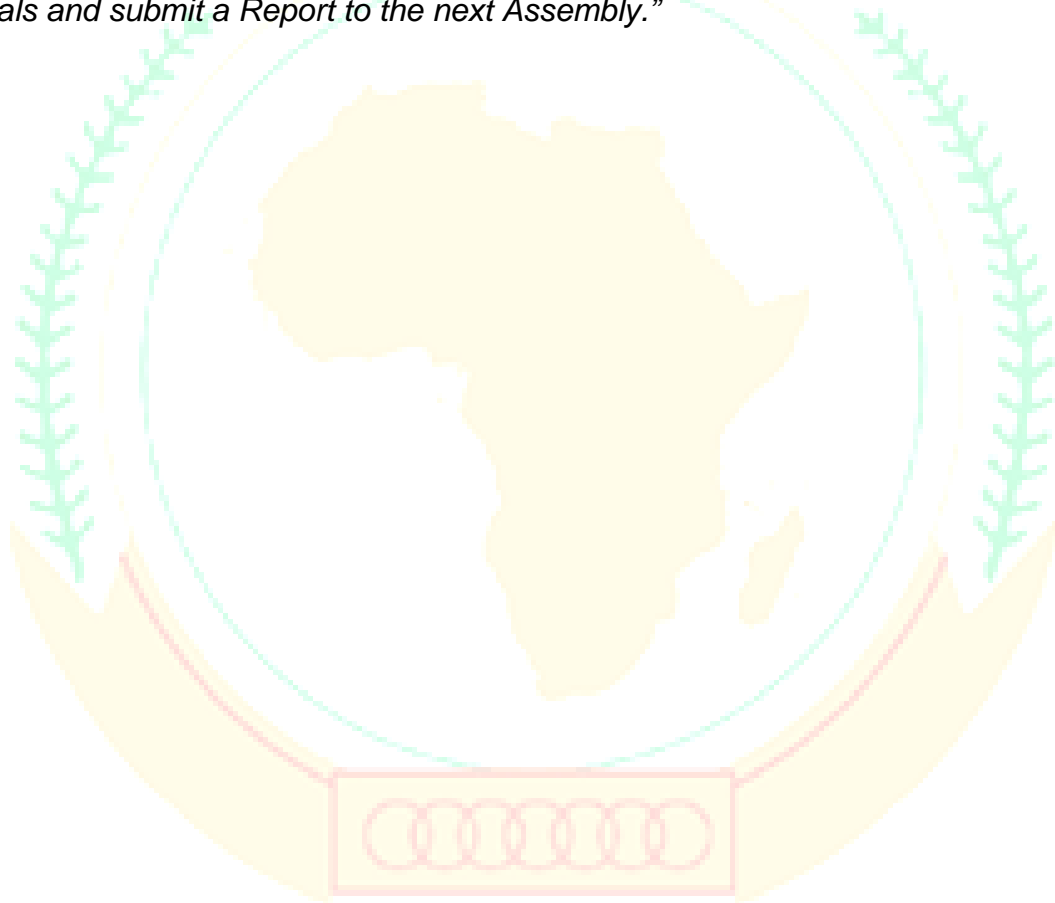 als and submit a Report to the next Assembly.”